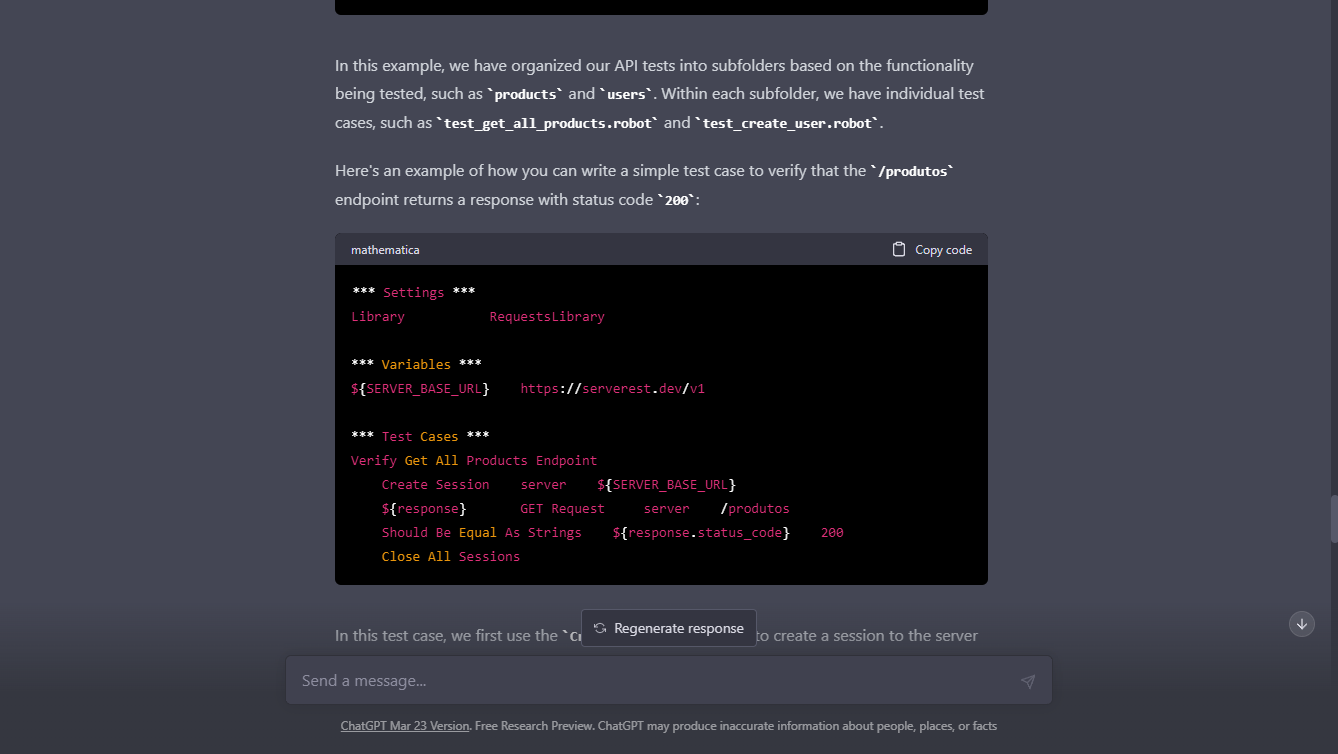 In this example, we have organized our API tests into subfolders based on the functionality
being tested, such as `products` and `users`. Within each subfolder, we have individual test
cases, such as `test_get_all_products.robot` and `test_create_user.robot`.
Here's an example of how you can write a simple test case to verify that the `/produtos`
endpoint returns a response with status code `200`:
mathematica Copy code
*** Settings ***
Library           RequestsLibrary
*** Variables ***
${SERVER_BASE_URL}    https://serverest.dev/v1
*** Test Cases ***
Verify Get All Products Endpoint
    Create Session    server    ${SERVER_BASE_URL}
    ${response}       GET Request     server    /produtos
    Should Be Equal As Strings    ${response.status_code}    200
    Close All Sessions
In this test case, we first use the to create a session to the server
Regenerate response
Send a message...
ChatGPT Mar 23 Version. Free Research Preview. ChatGPT may produce inaccurate information about people, places, or facts